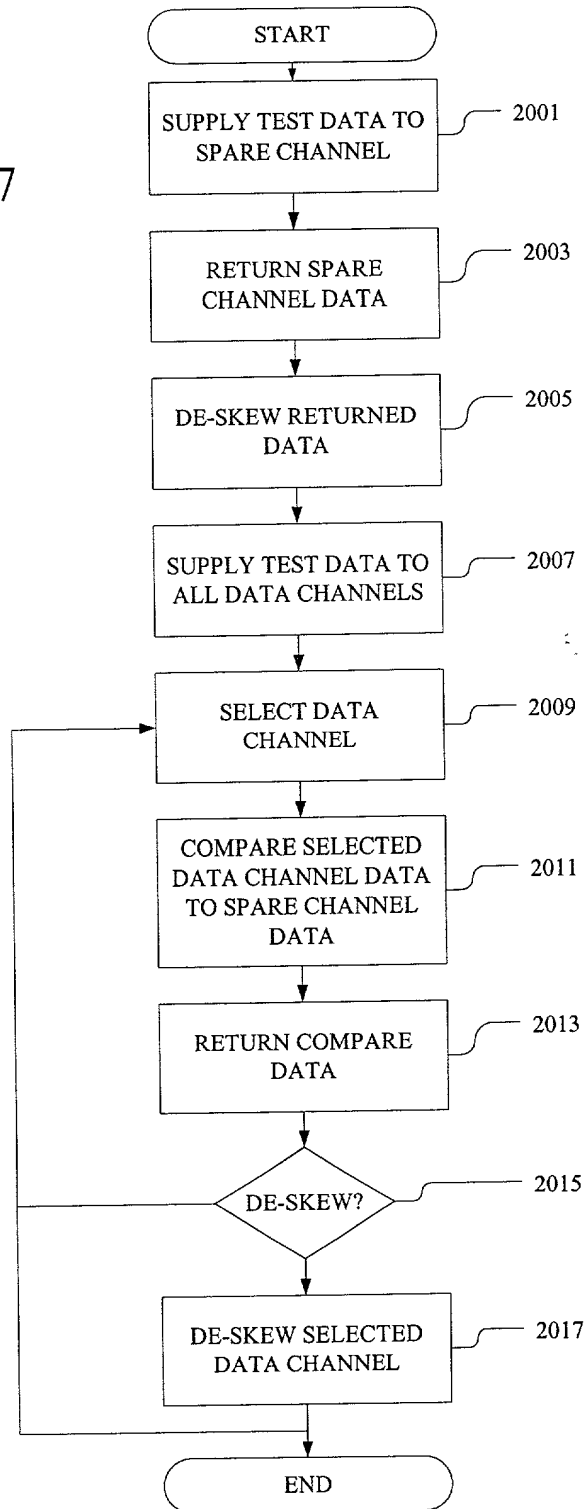 START
SUPPLY TEST DATA TO
SPARE CHANNEL
2001
7
RETURN SPARE
CHANNEL DATA
2003
DE-SKEW RETURNED
DATA
2005
SUPPLY TEST DATA TO
ALL DATA CHANNELS
2007
SELECT DATA
CHANNEL
2009
COMPARE SELECTED
DATA CHANNEL DATA
TO SPARE CHANNEL
DATA
2011
RETURN COMPARE
DATA
2013
DE-SKEW?
2015
DE-SKEW SELECTED
DATA CHANNEL
2017
END